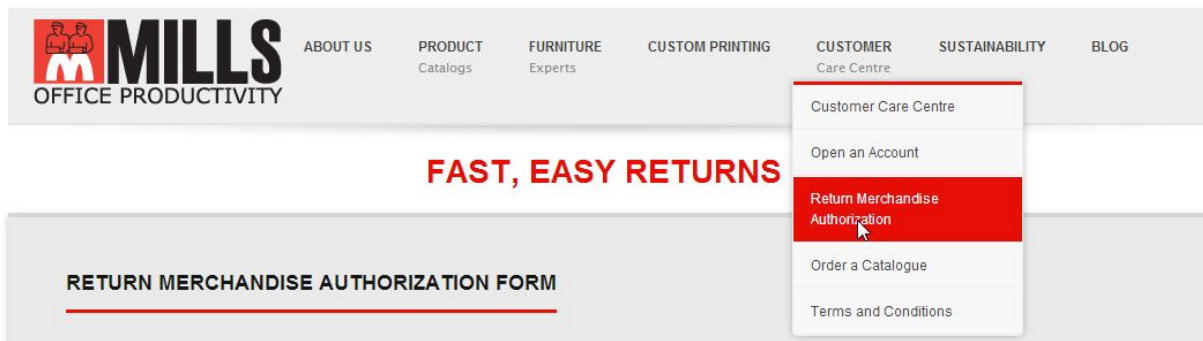 MILLS
OFFICE PRODUCTIVITY
ABOUT US
PRODUCT
Catalogs
FURNITURE
Experts
CUSTOM PRINTING
CUSTOMER
Care Centre
SUSTAINABILITY
BLOG
Customer Care Centre
Open an Account
Return Merchandise
Authorization
Order a Catalogue
Terms and Conditions
FAST, EASY RETURNS
RETURN MERCHANDISE AUTHORIZATION FORM